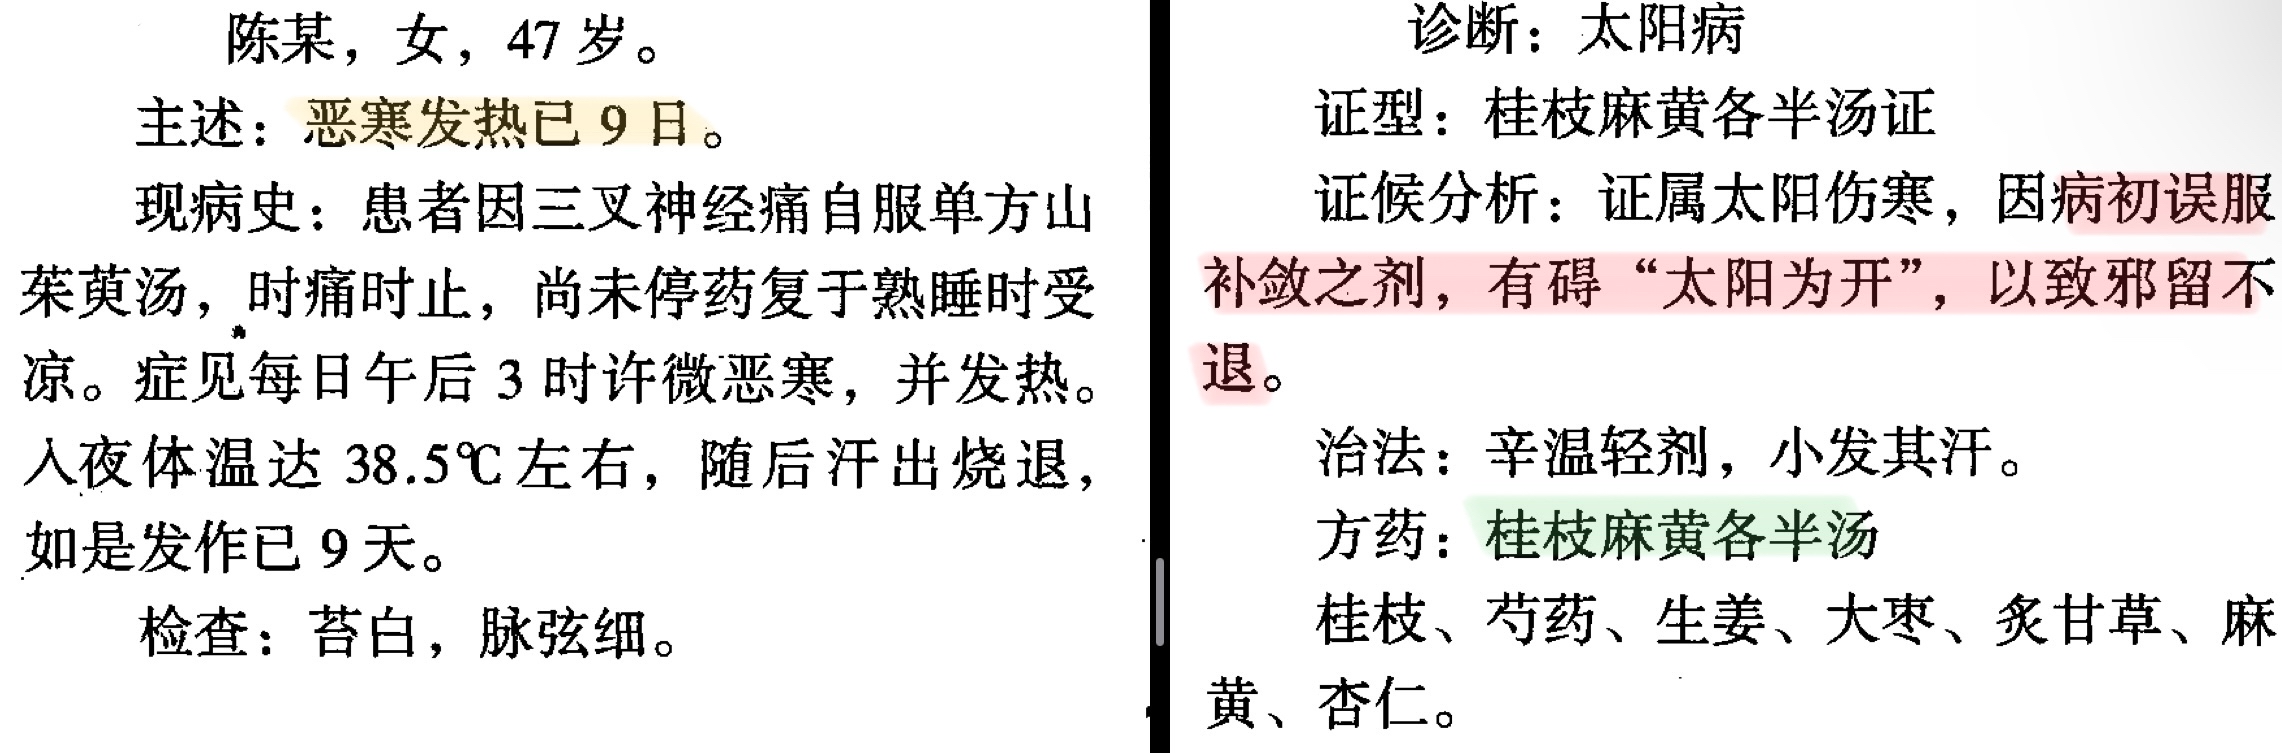 陈某，女，47岁。
主述：恶寒发热已9日。
现病史：患者因三叉神经痛自服单方山
茱萸汤，时痛时止，尚未停药复于熟睡时受
凉。症见每日午后3时许微恶寒，并发热。
入夜体温达38.5℃左右，随后汗出烧退，
如是发作已9天。
检查：苔白，脉弦细。
诊断：太阳病
证型：桂枝麻黄各半汤证
证候分析：证属太阳伤寒，因病初误服
补敛之剂，有碍“太阳为开”，以致邪留不
退。
治法：辛温轻剂，小发其汗。
方药：桂枝麻黄各半汤
桂枝、芍药、生姜、大枣、炙甘草、麻
黄、杏仁。